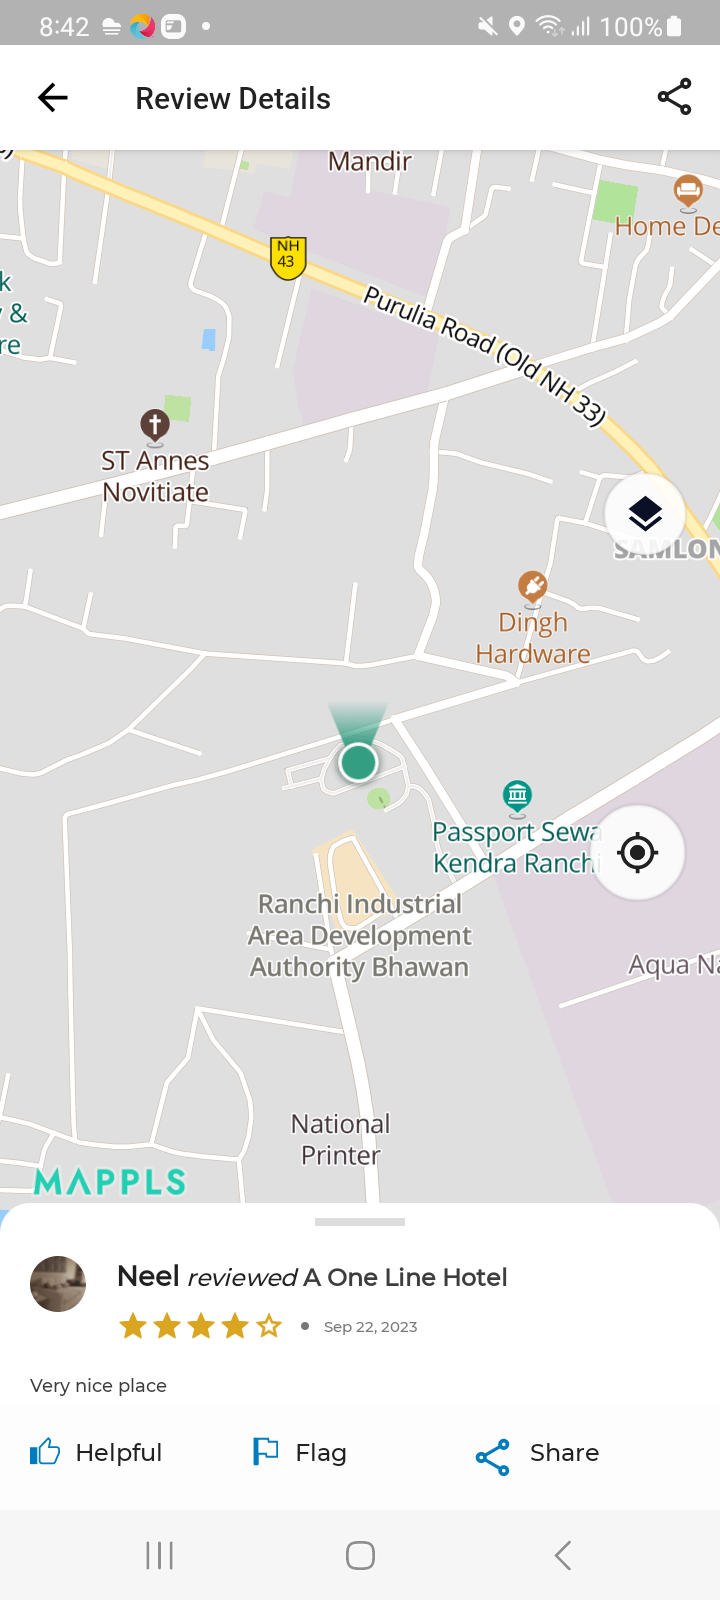 8:42
100%
Review Details
Mandir
Home De
NH
43
k
Purulia Road (Old NH 33)
&
re
ST Annes
Novitiate
SAMLON
Dingh
Hardware
Passport Sewa
Kendra Ranchi
Ranchi Industrial
Area Development
Authority Bhawan
Aqua Na
National
Printer
MAPPLS
Neel reviewed A One Line Hotel
Sep 22, 2023
Very nice place
Helpful
Flag
Share